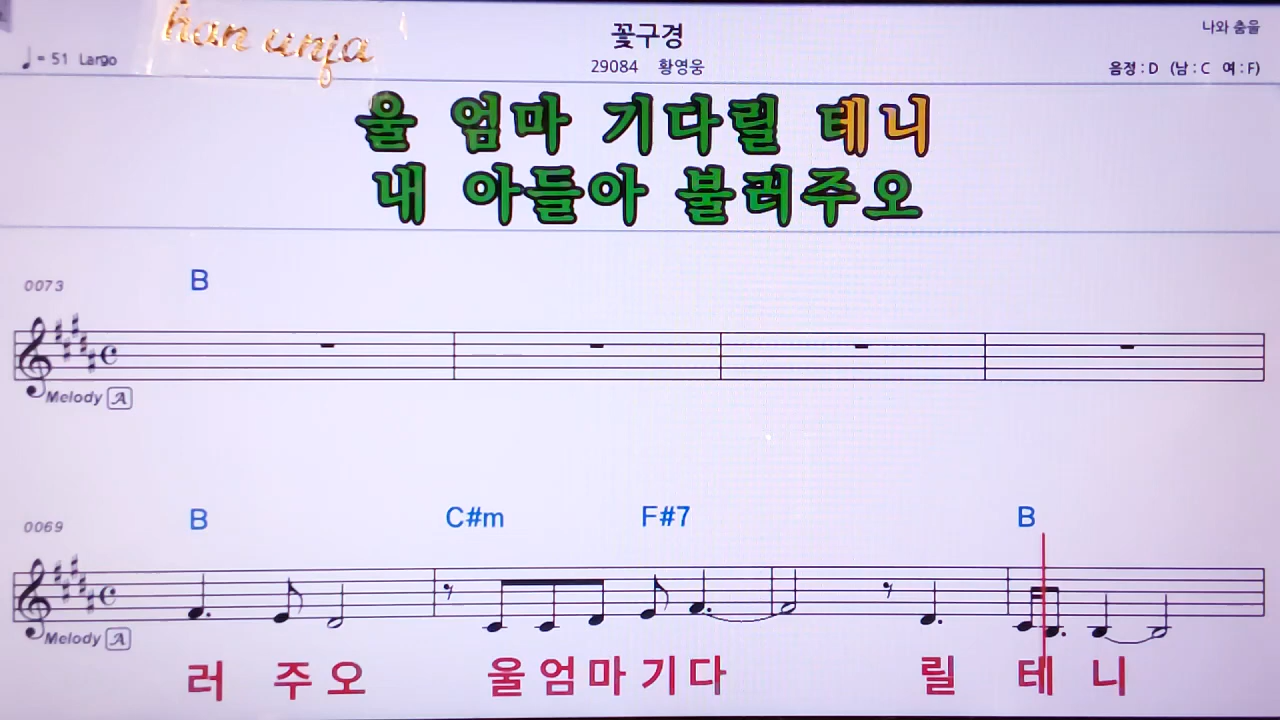 han unja
꽃구경
나와 춤을
♩= 51 Largo
29084 황영웅
음정 : D (남 : C 여 : F)
울 엄마 기다릴 테니
내 아들아 불러주오
B
0073
Melody A
B C#m F#7 B
0069
Melody A
러 주 오 울 엄 마 기 다 릴 테 니